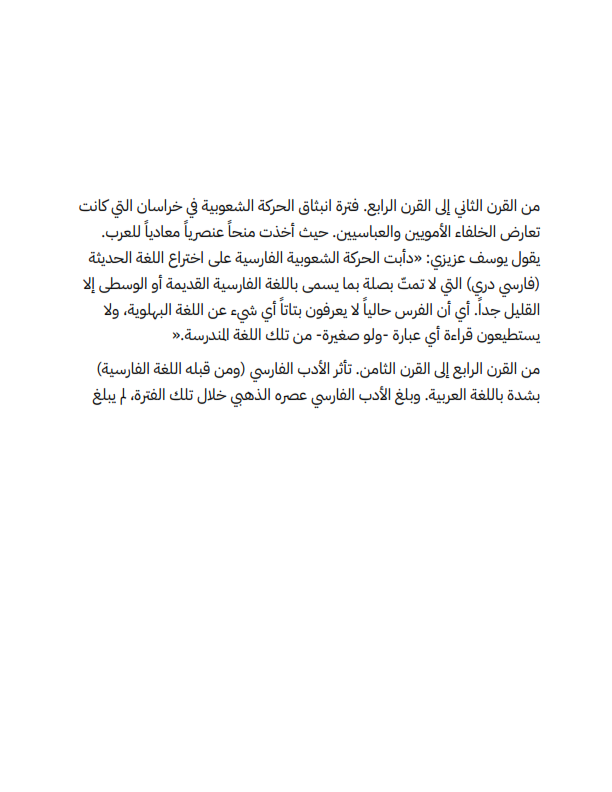 من القرن الثاني إلى القرن الرابع. فترة انبثاق الحركة الشعوبية في خراسان التي كانت
تعارض الخلفاء الأمويين والعباسيين. حيث أخذت منحاً عنصرياً معادياً للعرب.
يقول يوسف عزيزي: «دأبت الحركة الشعوبية الفارسية على اختراع اللغة الحديثة
(فارسي دري) التي لا تمتّ بصلة بما يسمى باللغة الفارسية القديمة أو الوسطى إلا
القليل جداً. أي أن الفرس حالياً لا يعرفون بتاتاً أي شيء عن اللغة البهلوية، ولا
يستطيعون قراءة أي عبارة -ولو صغيرة- من تلك اللغة المندرسة.«
من القرن الرابع إلى القرن الثامن. تأثر الأدب الفارسي (ومن قبله اللغة الفارسية)
بشدة باللغة العربية. وبلغ الأدب الفارسي عصره الذهبي خلال تلك الفترة، لم يبلغ